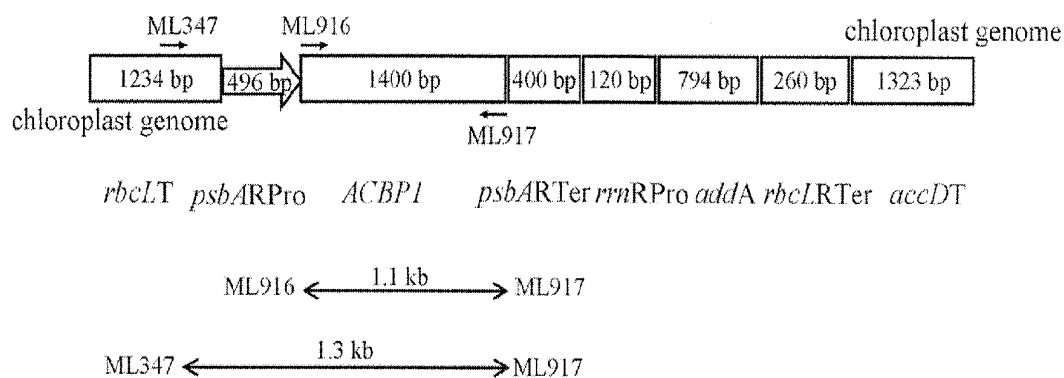 ML347 ML916 chloroplast genome
1234 bp 496 bp 1400 bp 400 bp 120 bp 794 bp 260 bp 1323 bp
chloroplast genome ML917
rbcLT psbARPro ACBP1 psbARTer rrnRPro addA rbcLRTer accDT
ML916 1.1 kb ML917
ML347 1.3 kb ML917